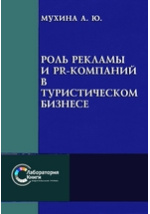 МУХИНА А. Ю.
РОЛЬ РЕКЛАМЫ
И PR-КОМПАНИЙ
В
ТУРИСТИЧЕСКОМ
БИЗНЕСЕ
Лаборатория
Книги